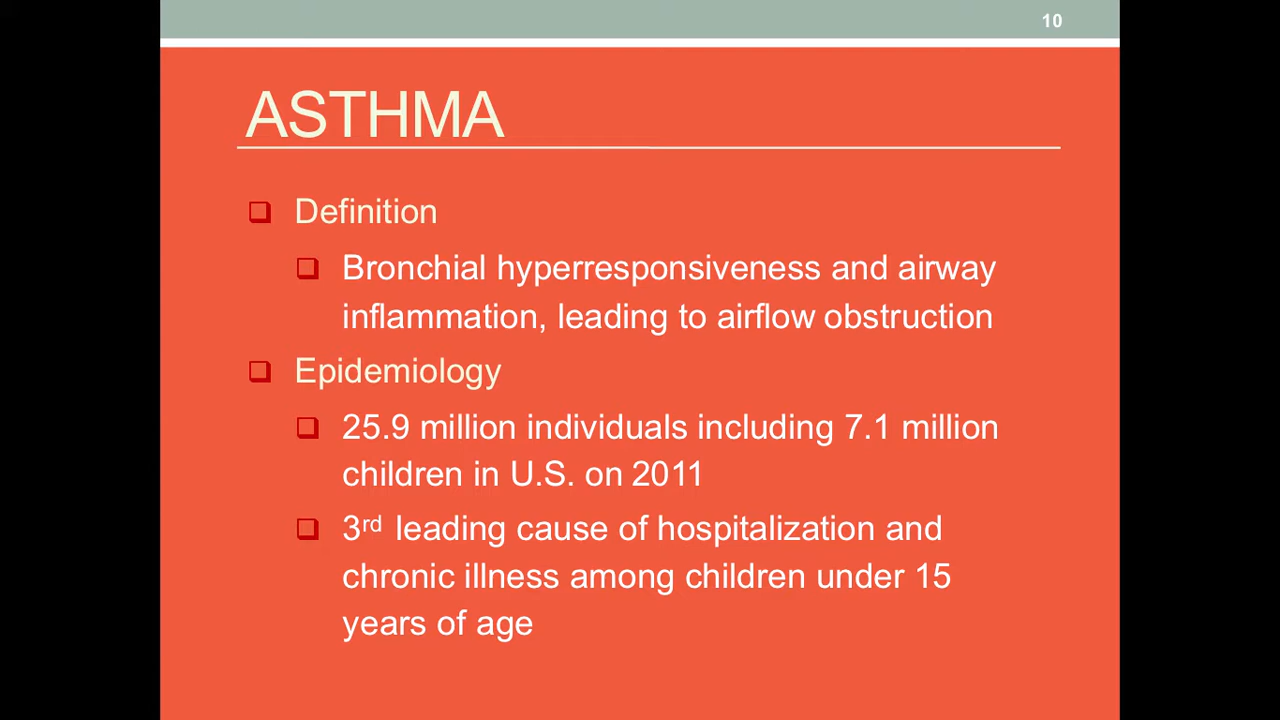 10
ASTHMA
Definition
Bronchial hyperresponsiveness and airway
inflammation, leading to airflow obstruction
Epidemiology
25.9 million individuals including 7.1 million
children in U.S. on 2011
3rd leading cause of hospitalization and
chronic illness among children under 15
years of age